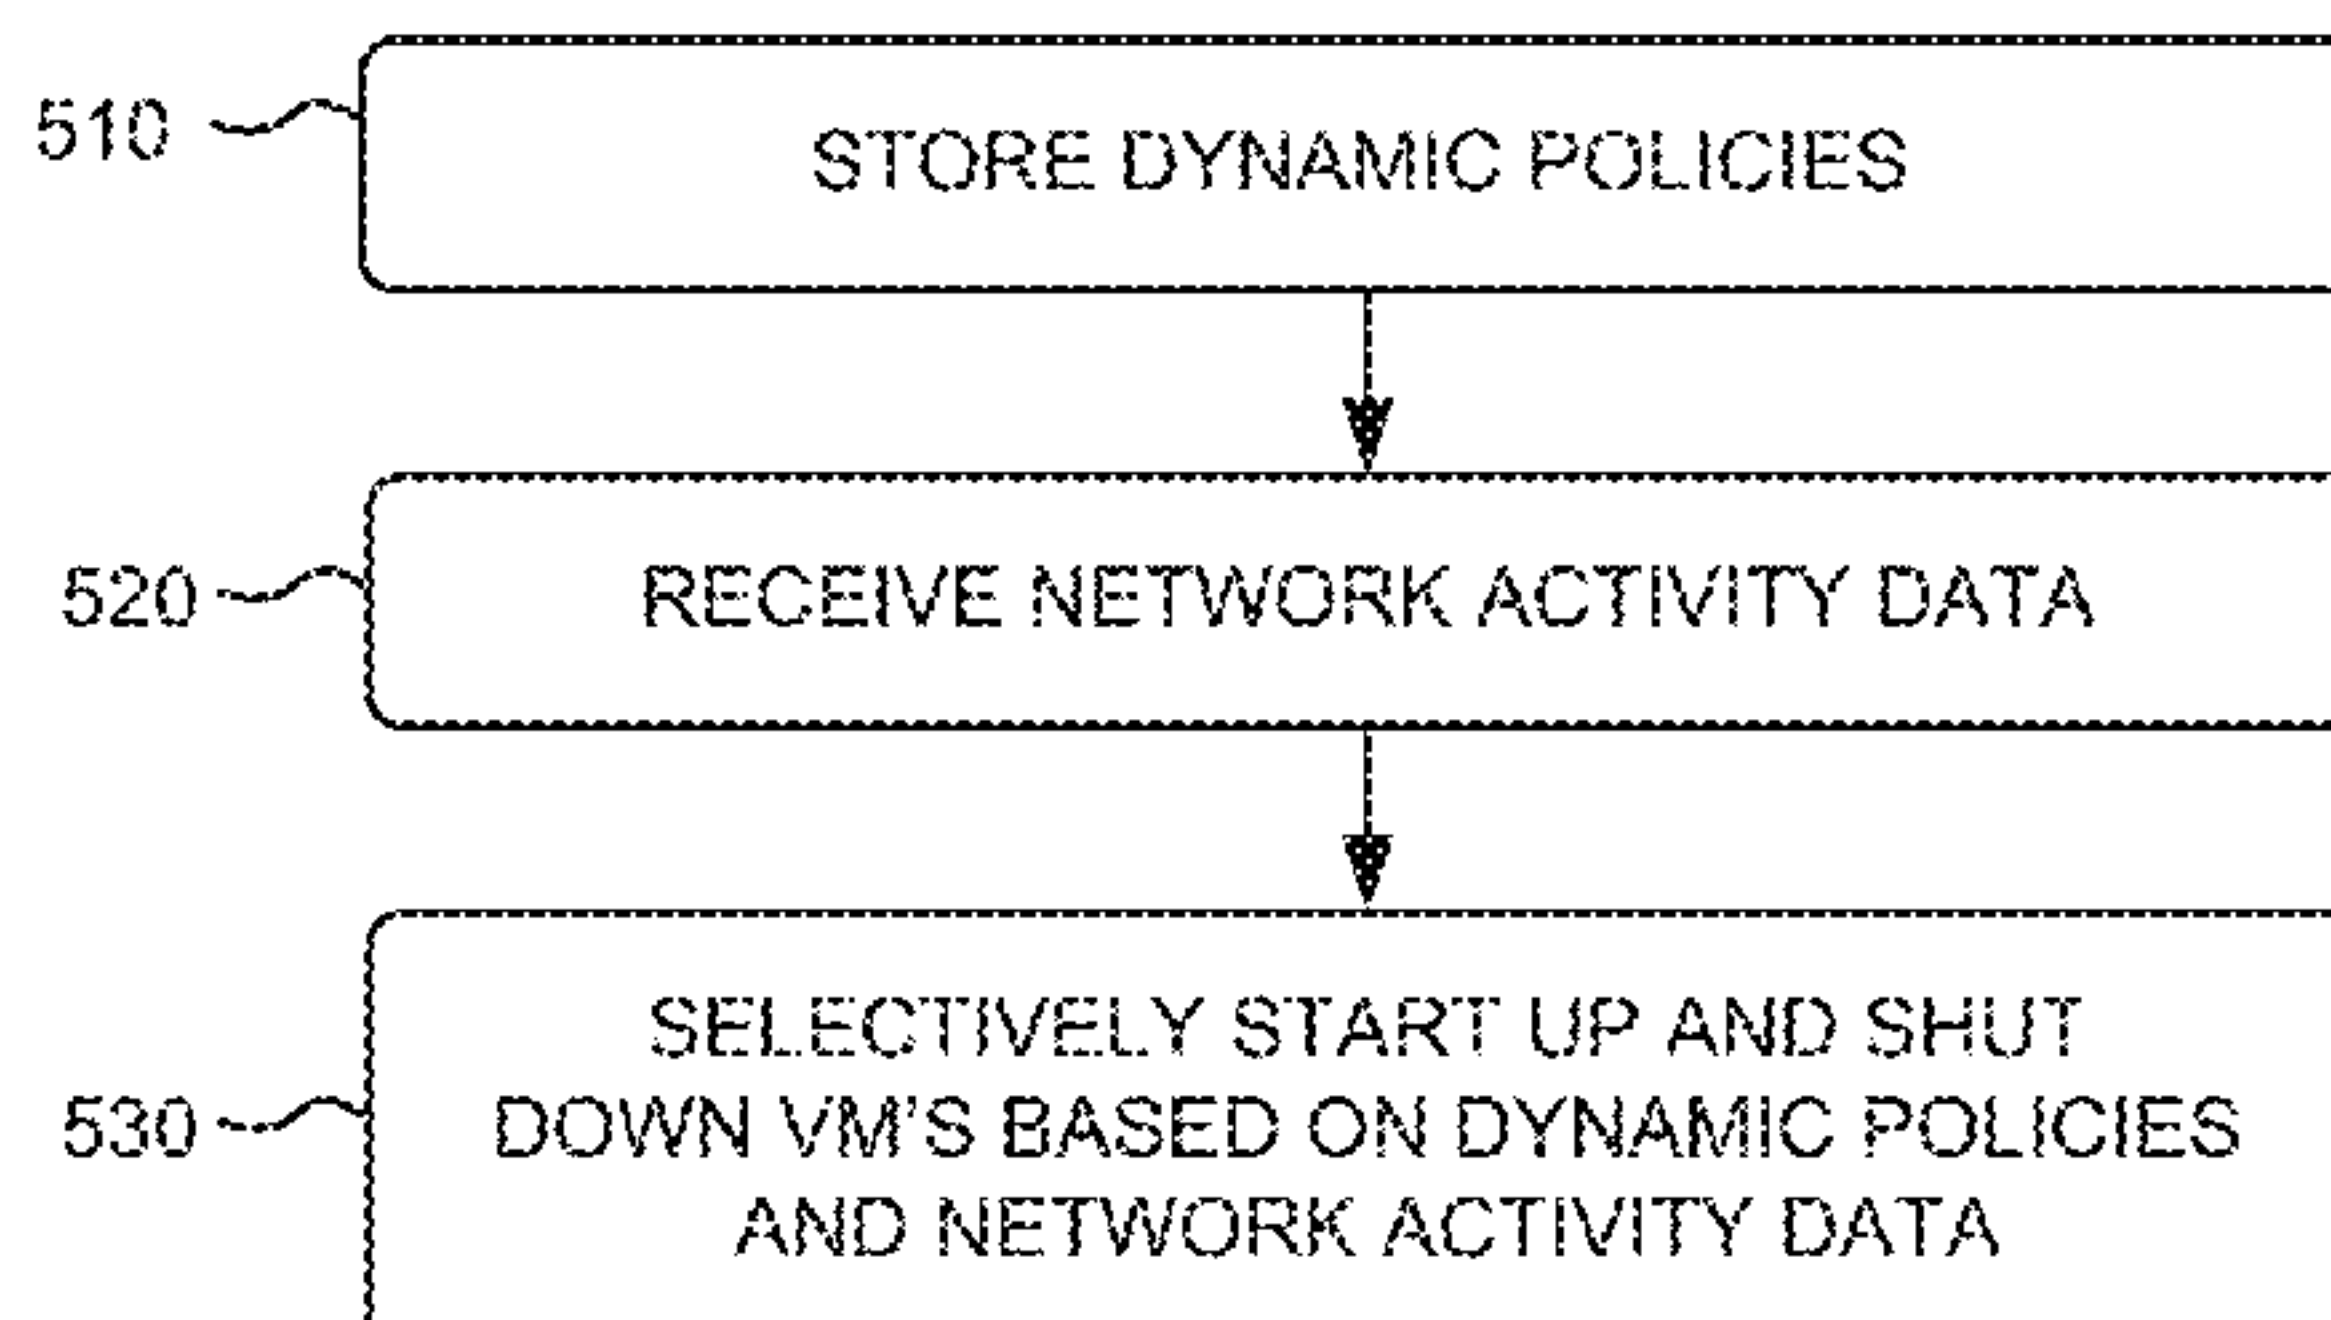 510
STORE DYNAMIC POLICIES
520
RECEIVE NETWORK ACTIVITY DATA
SELECTIVELY START UP AND SHUT
530
DOWN VM'S BASED ON DYNAMIC POLICIES
AND NETWORK ACTIVITY DATA